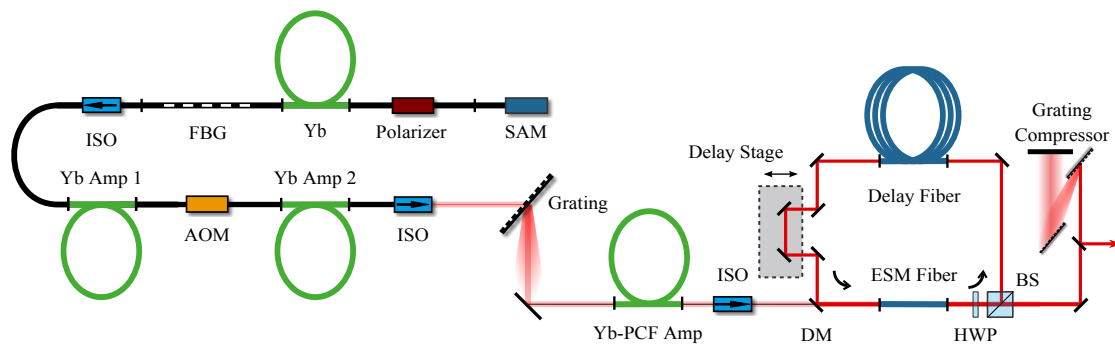 ISO
FBG
Yb
Polarizer
SAM
Yb Amp 1
AOM
Yb Amp 2
ISO
Grating
Yb-PCF Amp
ISO
DM
Delay Stage
Delay Fiber
ESM Fiber
HWP
BS
Grating
Compressor